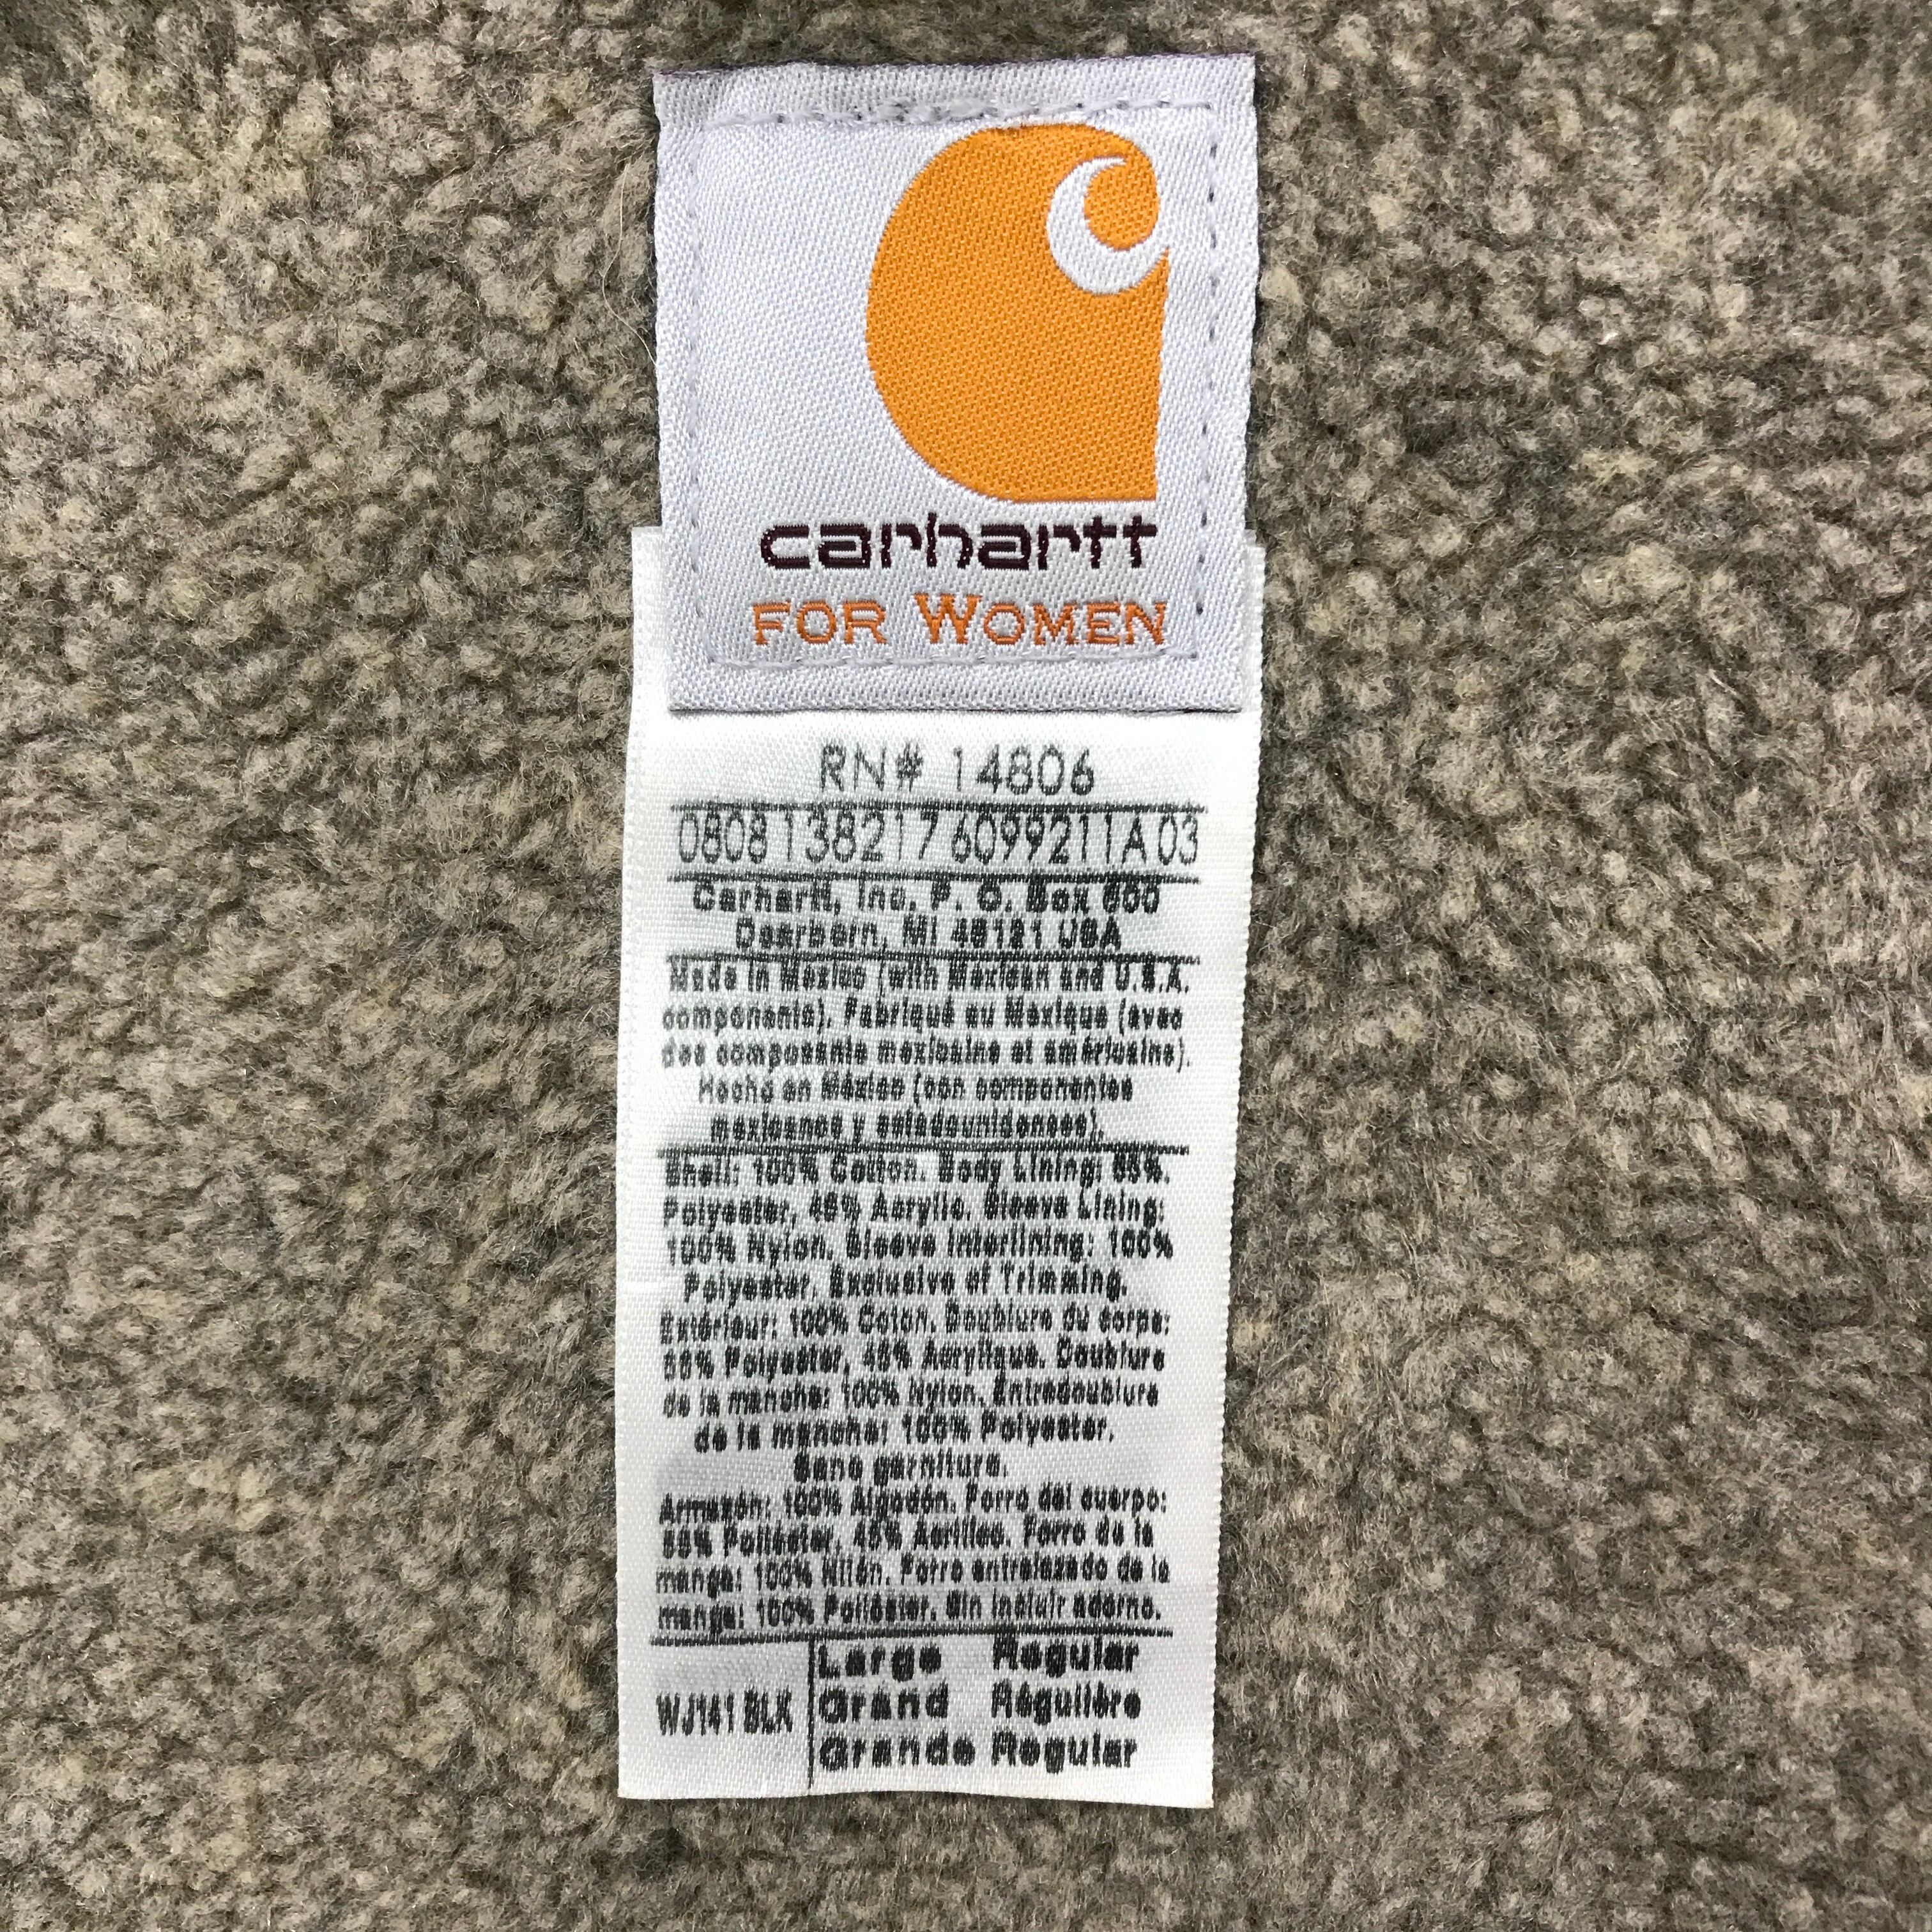 carhartt
FOR WOMEN
RN# 14806
0808138217 6099211A03
Carhartt, Inc. P. O. Box 600
Dearborn, MI 48121 USA
Made in Mexico (with Mexican and U.S.A.
components). Fabriqué au Mexique (avec
des composants mexicains et américains).
Hecho en México (con componentes
mexicanos y estadounidenses).
Shell: 100% Cotton. Body Lining: 55%
Polyester, 45% Acrylic. Sleeve Lining:
100% Nylon. Sleeve Interlining: 100%
Polyester. Exclusive of Trimming.
Extérieur: 100% Coton. Doublure du corps:
55% Polyester, 45% Acrylique. Doublure
de la manche: 100% Nylon. Entredoublure
de la manche: 100% Polyester.
Sans garniture.
Armazón: 100% Algodón. Forro del cuerpo:
55% Poliéster, 45% Acrílico. Forro de la
manga: 100% Nilón. Forro entrelazado de la
manga: 100% Poliéster. Sin incluir adorno.
WJ141 BLK
Large Regular
Grand Régulière
Grande Regular